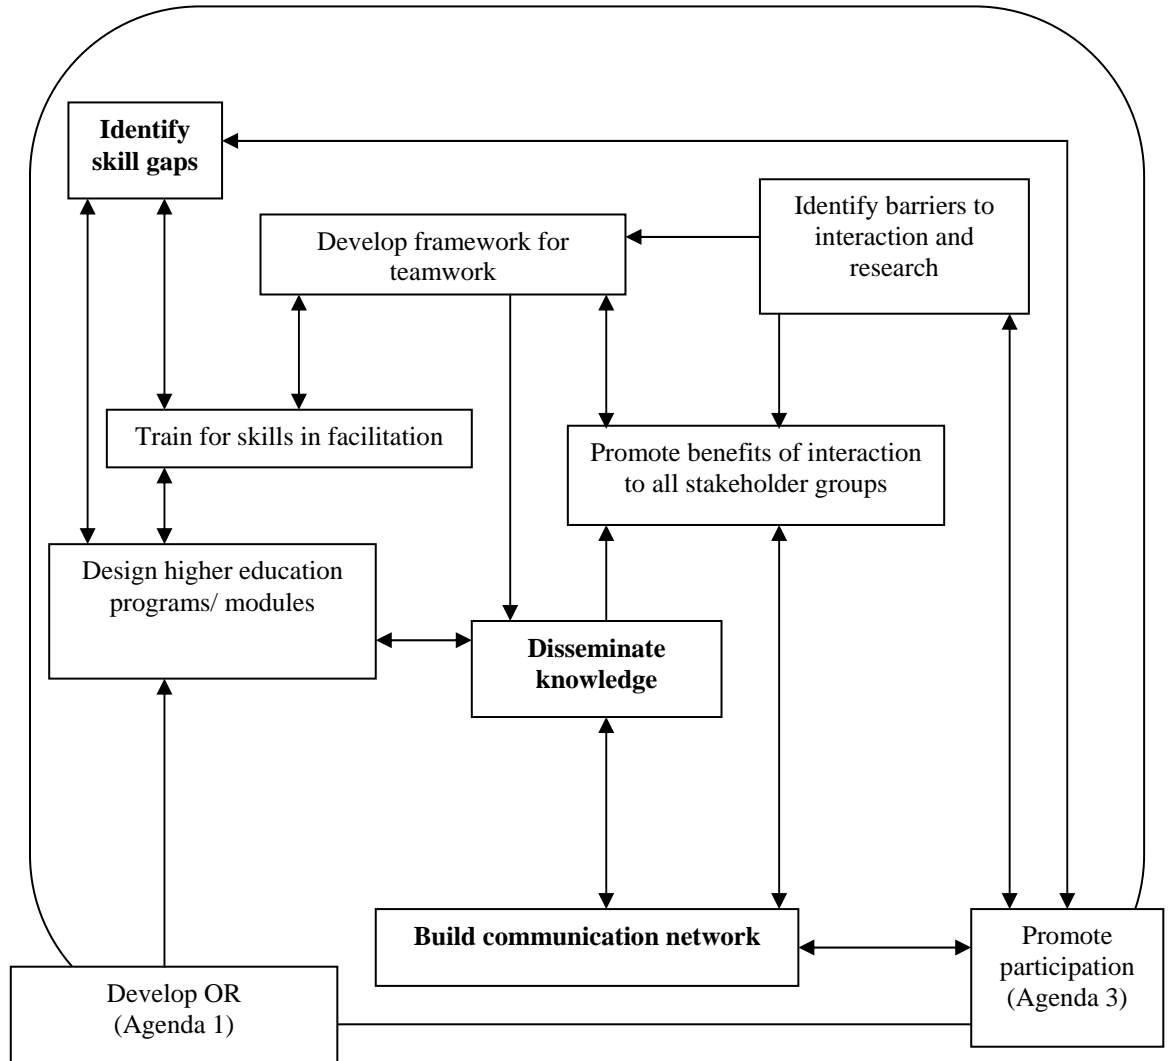 Identify
skill gaps
Identify barriers to
interaction and
research
Develop framework for
teamwork
Train for skills in facilitation
Promote benefits of interaction
to all stakeholder groups
Design higher education
programs/ modules
Disseminate
knowledge
Build communication network
Promote
participation
(Agenda 3)
Develop OR
(Agenda 1)